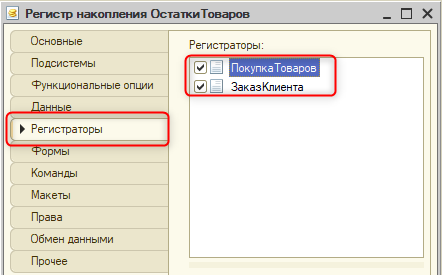 Регистр накопления ОстаткиТоваров
Основные
Подсистемы
Функциональные опции
Данные
Регистраторы
Формы
Команды
Макеты
Права
Обмен данными
Прочее
Регистраторы:
ПокупкаТоваров
ЗаказКлиента